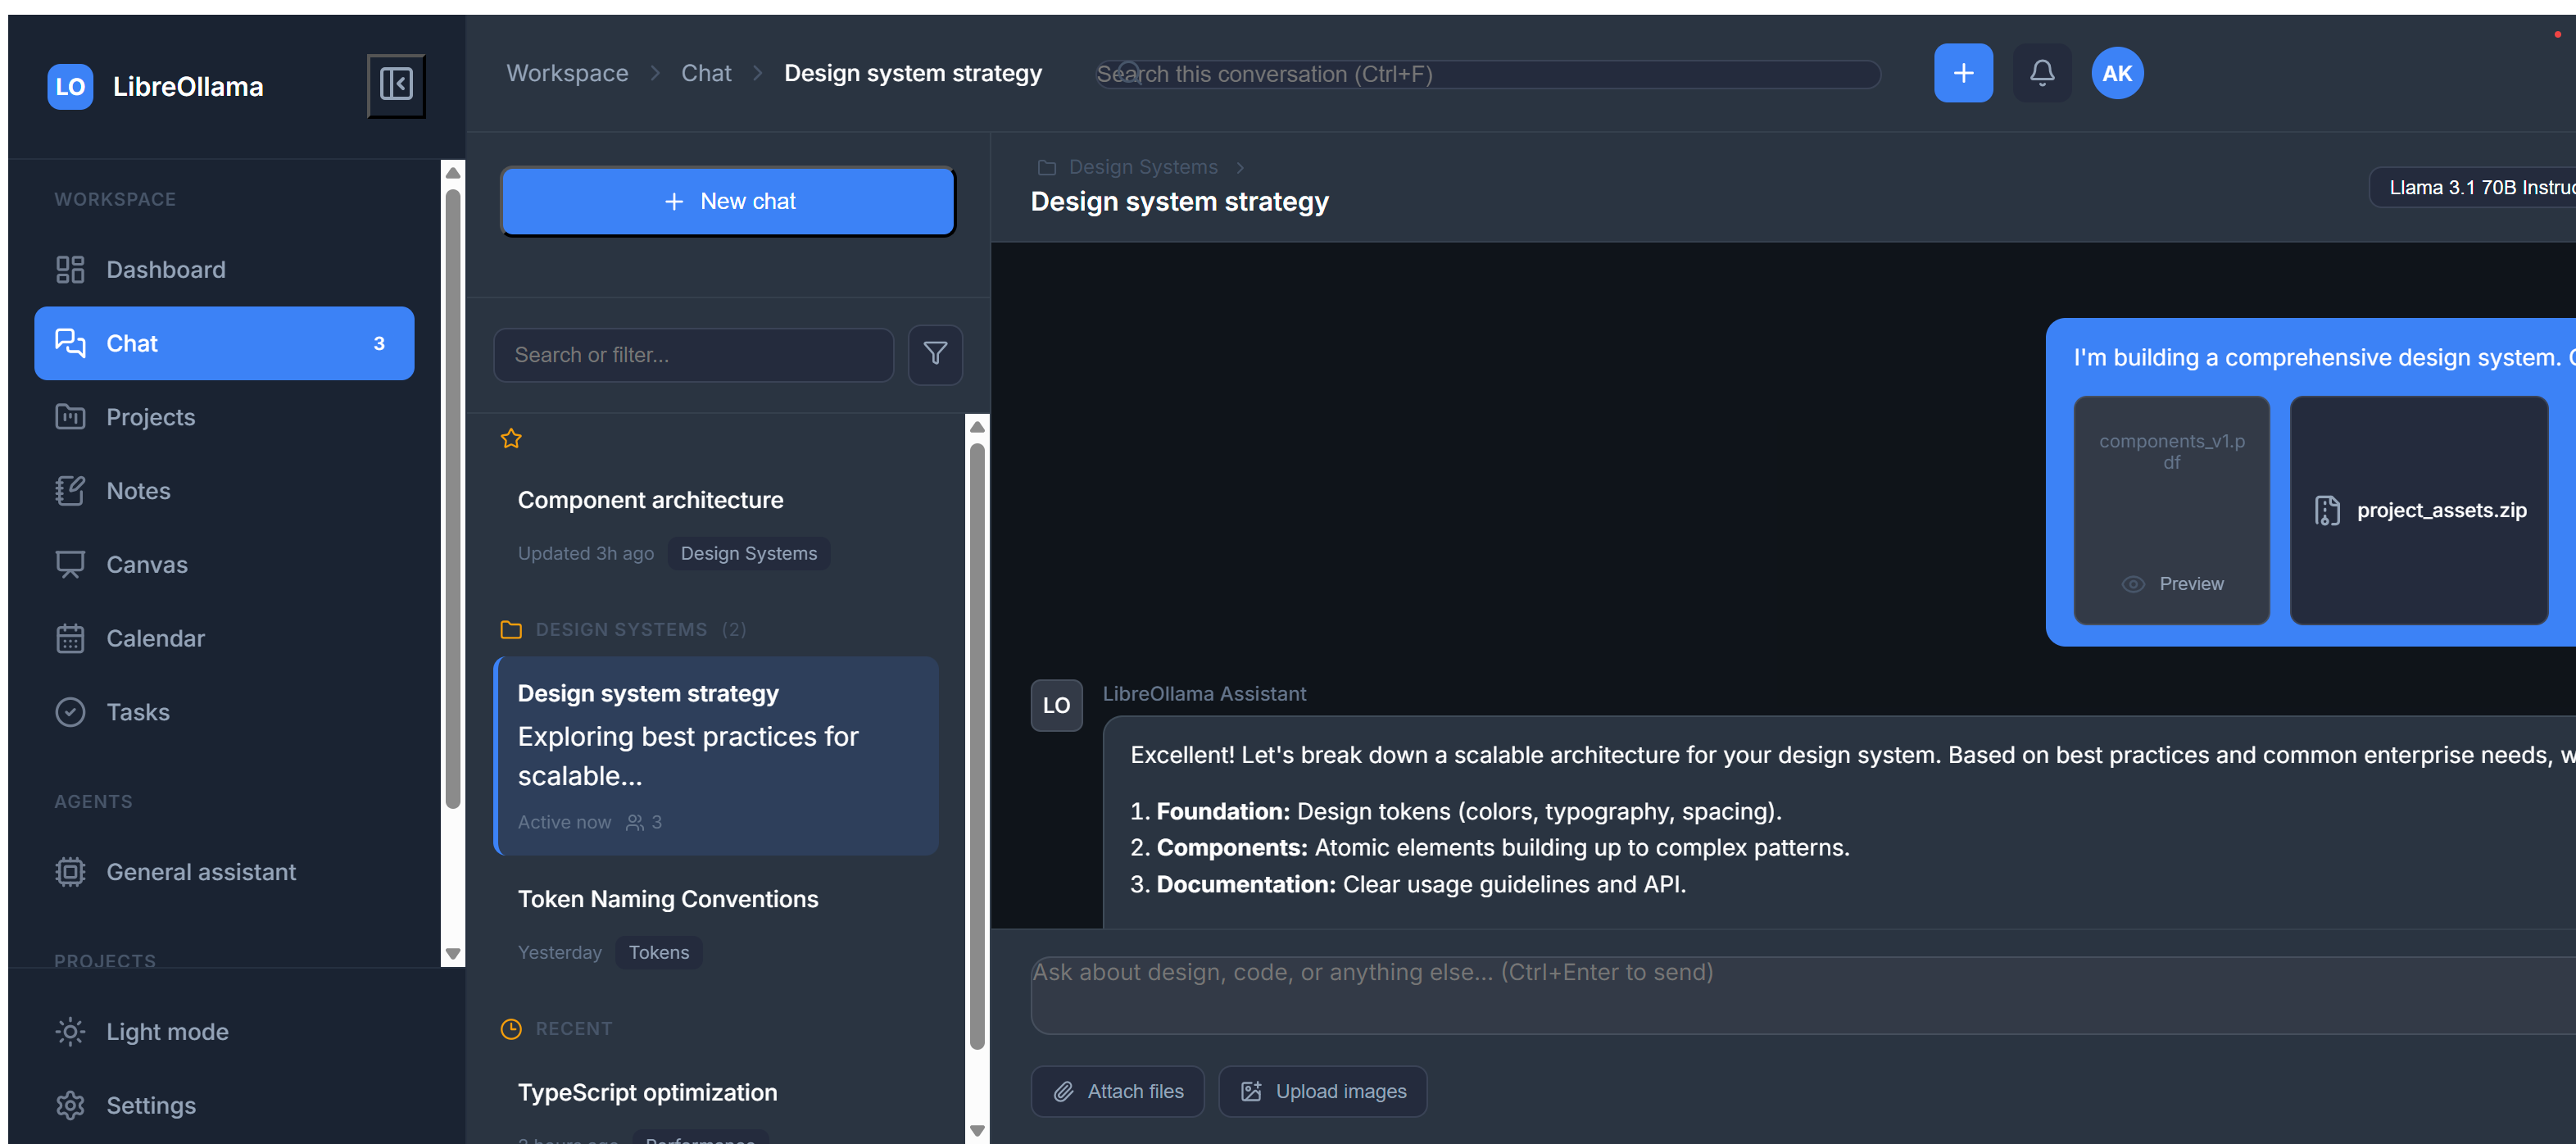 LO LibreOllama
WORKSPACE
Dashboard
Chat 3
Projects
Notes
Canvas
Calendar
Tasks
AGENTS
General assistant
PROJECTS
Light mode
Settings
Workspace > Chat > Design system strategy
Search this conversation (Ctrl+F)
AK
New chat
Search or filter...
Component architecture
Updated 3h ago Design Systems
DESIGN SYSTEMS (2)
Design system strategy
Exploring best practices for
scalable...
Active now 3
Token Naming Conventions
Yesterday Tokens
RECENT
TypeScript optimization
2 hours ago Performance
Design Systems >
Design system strategy
Llama 3.1 70B Instruc
I'm building a comprehensive design system.
components_v1.p
df
Preview
project_assets.zip
LO LibreOllama Assistant
Excellent! Let's break down a scalable architecture for your design system. Based on best practices and common enterprise needs,
1. Foundation: Design tokens (colors, typography, spacing).
2. Components: Atomic elements building up to complex patterns.
3. Documentation: Clear usage guidelines and API.
Ask about design, code, or anything else... (Ctrl+Enter to send)
Attach files
Upload images